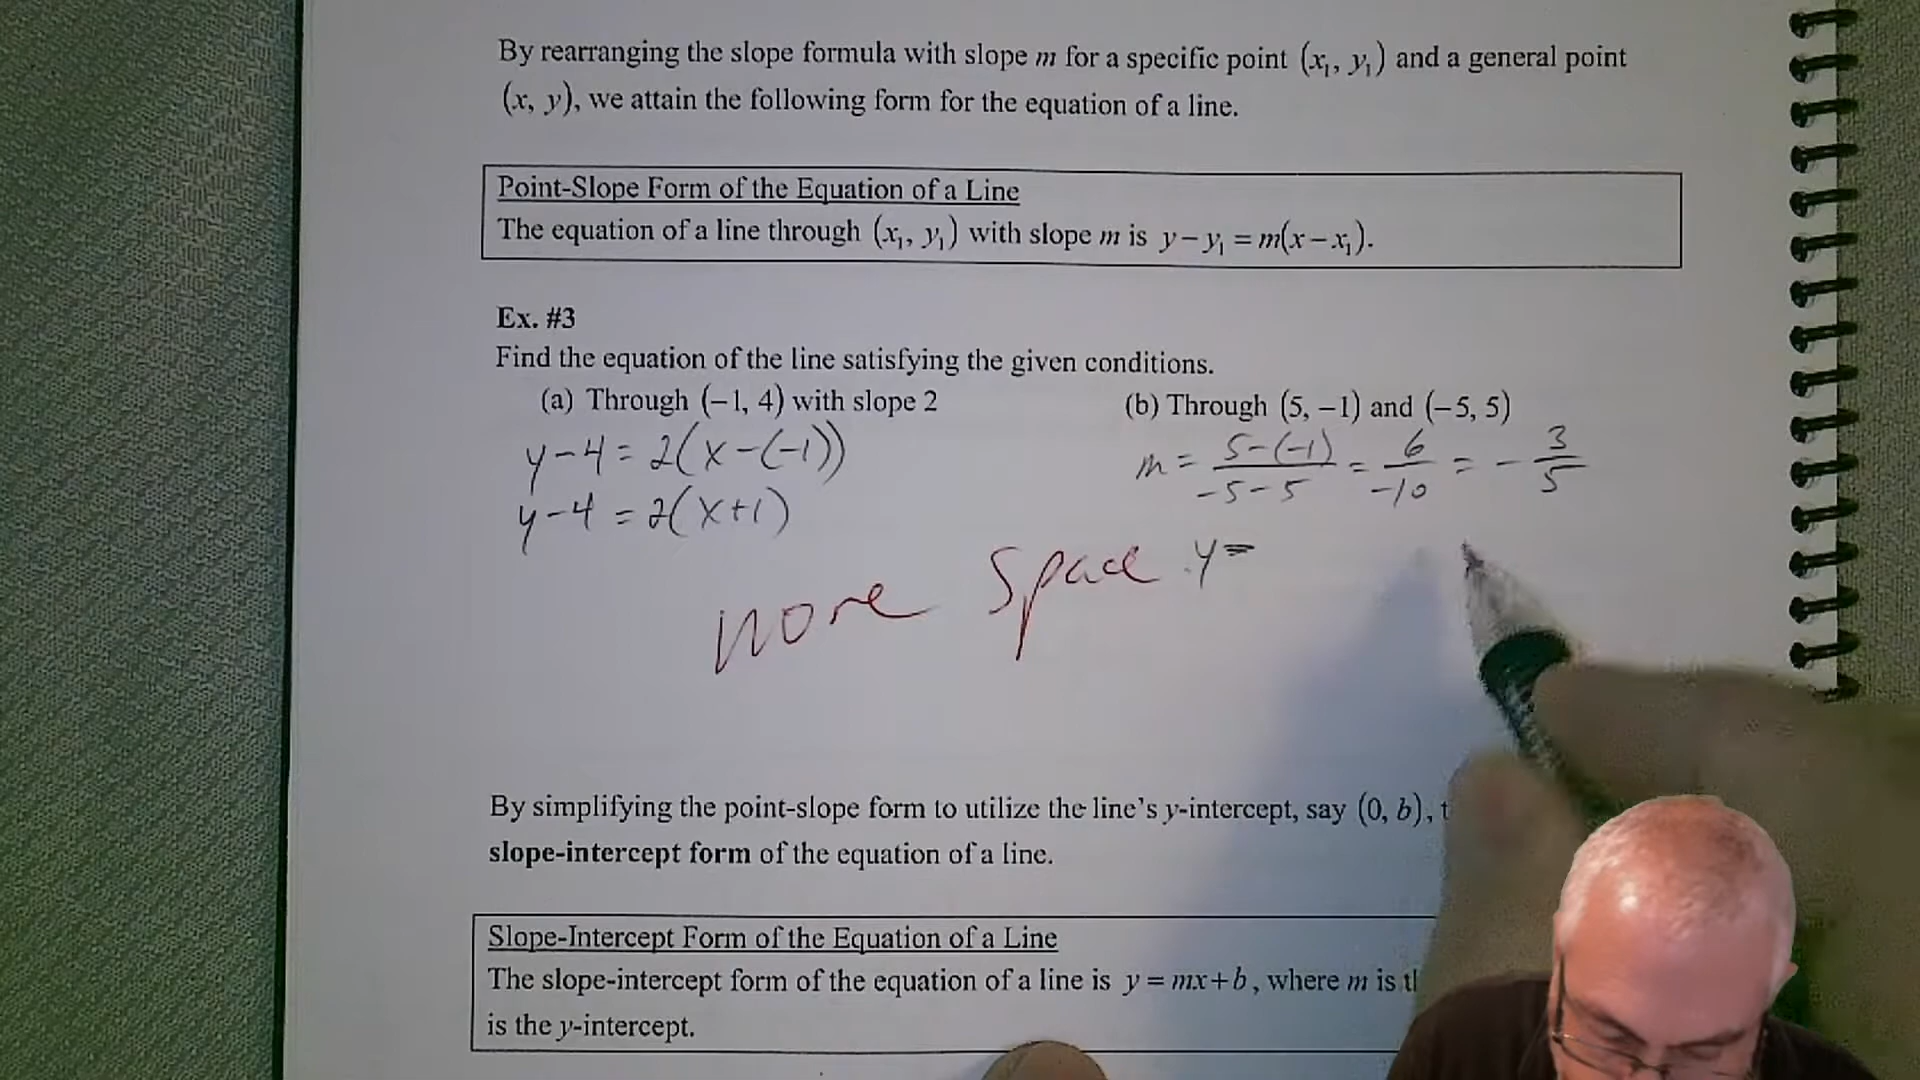 By rearranging the slope formula with slope m for a specific point (x₁, y₁) and a general point
(x, y), we attain the following form for the equation of a line.
Point-Slope Form of the Equation of a Line
The equation of a line through (x₁, y₁) with slope m is y − y₁ = m(x − x₁).
Ex. #3
Find the equation of the line satisfying the given conditions.
(a) Through (−1, 4) with slope 2
y − 4 = 2(x − (−1))
y − 4 = 2(x + 1)
(b) Through (5, −1) and (−5, 5)
m = 5 − (−1) / −5 − 5 = 6 / −10 = − 3 / 5
more space
y =
By simplifying the point-slope form to utilize the line's y-intercept, say (0, b), t
slope-intercept form of the equation of a line.
Slope-Intercept Form of the Equation of a Line
The slope-intercept form of the equation of a line is y = mx + b, where m is
is the y-intercept.